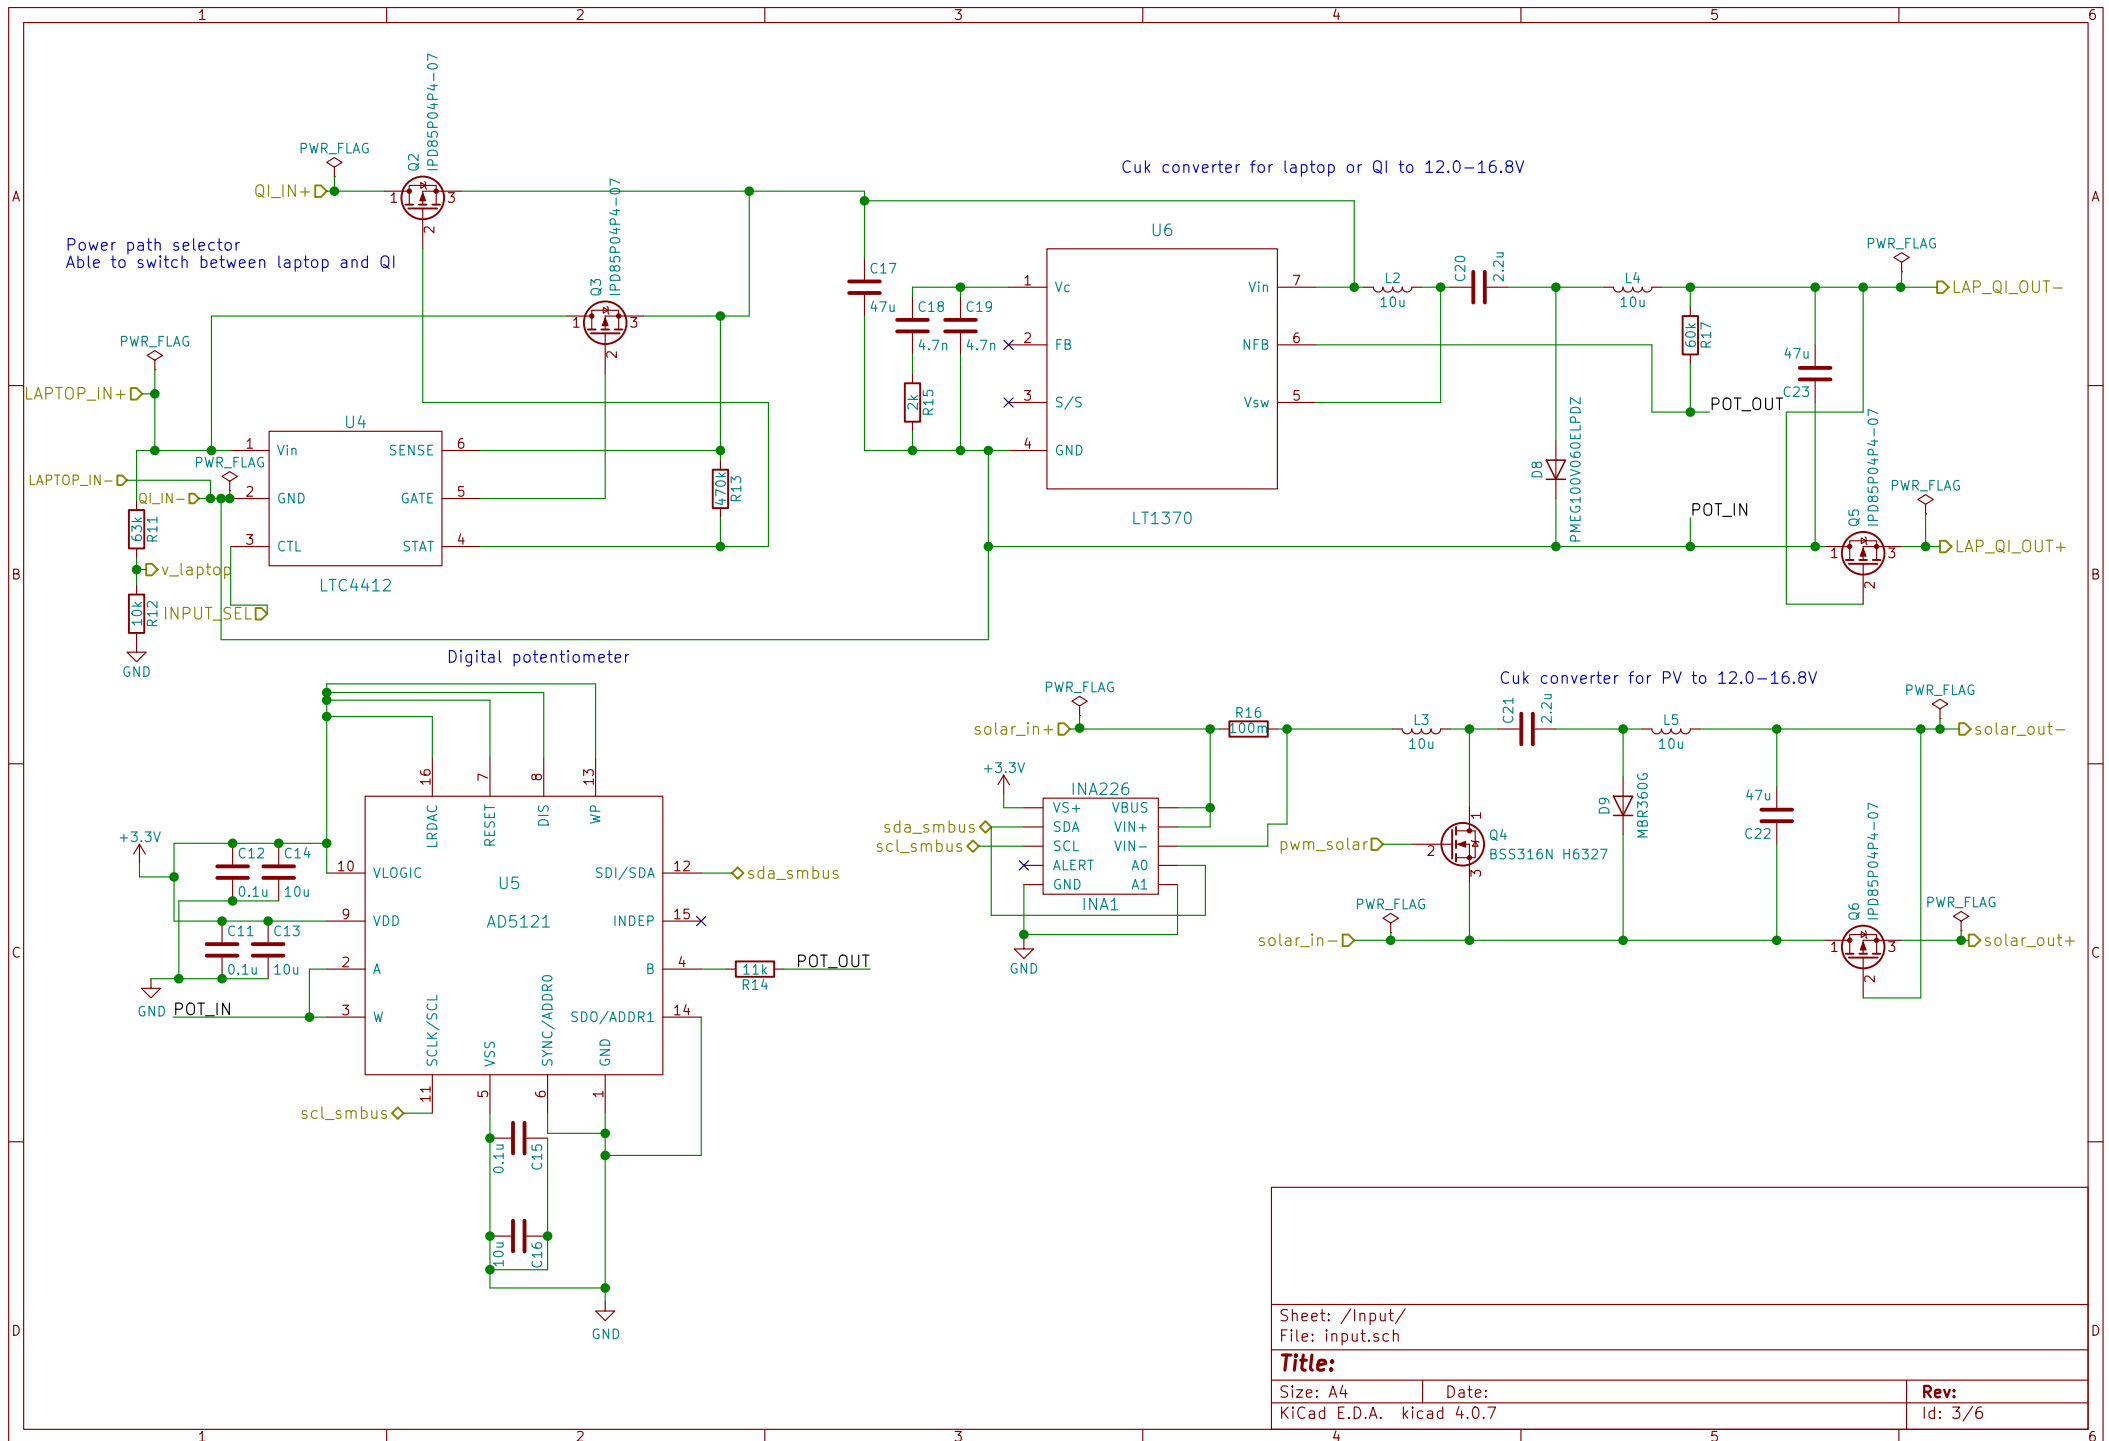 1 2 3 4 5 6
A
B
C
D
A
B
C
D
1 2 3 4 5 6
PWR_FLAG
QI_IN+
Q2
IPD85P04P4-07
1
3
2
Power path selector
Able to switch between laptop and QI
Q3
IPD85P04P4-07
1
3
2
PWR_FLAG
LAPTOP_IN+
LAPTOP_IN-
QI_IN-
PWR_FLAG
U4
1 Vin
2 GND
3 CTL
SENSE 6
GATE 5
STAT 4
LTC4412
470k
R13
63k
R11
v_laptop
10k
R12
INPUT_SEL
GND
Cuk converter for laptop or QI to 12.0-16.8V
C17
47u
C18
4.7n
C19
4.7n
2k
R15
U6
1 Vc
2 FB
3 S/S
4 GND
Vin 7
NFB 6
Vsw 5
LT1370
L2
10u
C20
2.2u
L4
10u
60k
R17
POT_OUT
47u
C23
D8
PMEG100V060ELPDZ
POT_IN
PWR_FLAG
LAP_QI_OUT-
Q5
IPD85P04P4-07
1
3
2
PWR_FLAG
LAP_QI_OUT+
Digital potentiometer
+3.3V
C12
0.1u
C14
10u
C11
0.1u
C13
10u
GND
POT_IN
U5
AD5121
16 LRDAC
7 RESET
8 DIS
13 WP
10 VLOGIC
9 VDD
2 A
3 W
SDI/SDA 12
INDEP 15
B 4
SDO/ADDR1 14
SCLK/SCL 11
VSS 5
SYNC/ADDR0 6
GND 1
sda_smbus
11k
R14
POT_OUT
scl_smbus
0.1u
C15
10u
C16
GND
Cuk converter for PV to 12.0-16.8V
PWR_FLAG
solar_in+
R16
100m
+3.3V
INA226
VS+
SDA
SCL
ALERT
GND
VBUS
VIN+
VIN-
A0
A1
INA1
sda_smbus
scl_smbus
GND
L3
10u
C21
2.2u
L5
10u
pwm_solar
1
2
3
Q4
BSS316N H6327
D9
MBR360G
47u
C22
PWR_FLAG
solar_in-
PWR_FLAG
solar_out-
Q6
IPD85P04P4-07
1
3
2
PWR_FLAG
solar_out+
Sheet: /Input/
File: input.sch
Title:
Size: A4 Date: Rev:
KiCad E.D.A. kicad 4.0.7 Id: 3/6